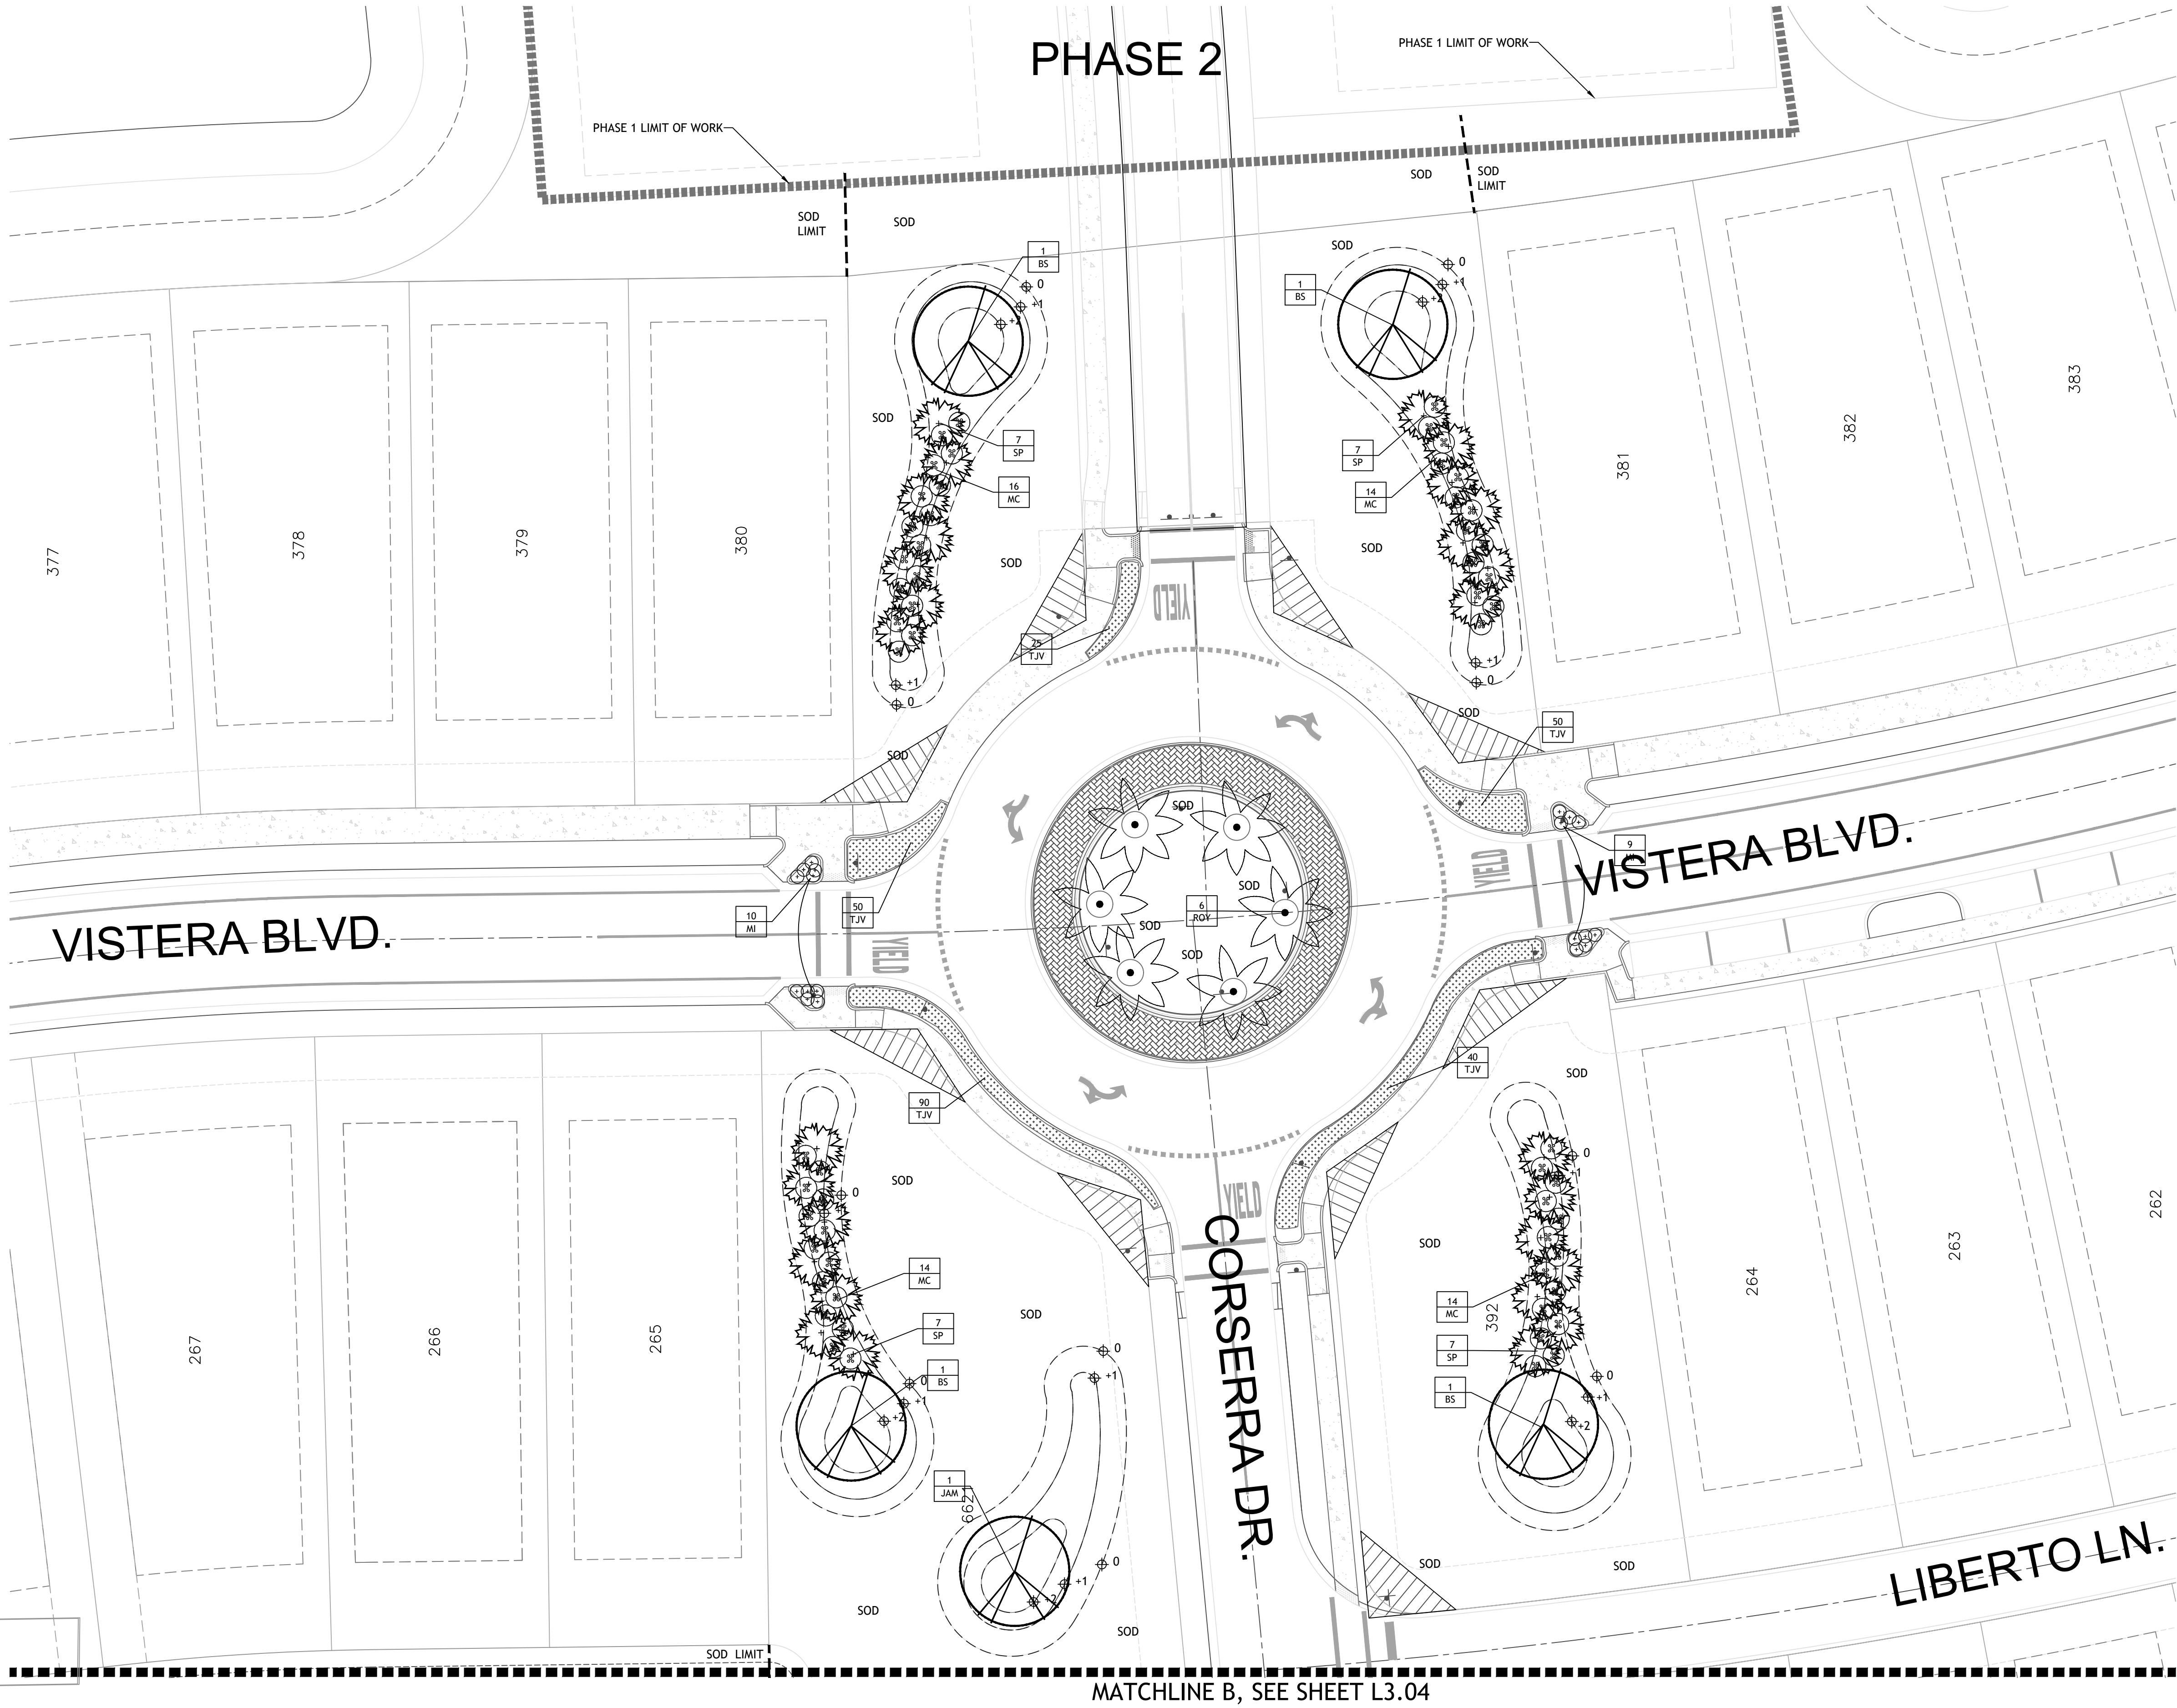 PHASE 2
PHASE 1 LIMIT OF WORK
PHASE 1 LIMIT OF WORK
SOD
SOD
LIMIT
SOD
LIMIT
SOD
SOD
1
BS
0
+1
+2
1
BS
0
+1
+2
SOD
7
SP
16
MC
7
SP
14
MC
377
378
379
380
381
382
383
SOD
SOD
YIELD
25
TJV
+1
0
+1
0
SOD
50
TJV
SOD
SOD
9
MI
VISTERA BLVD.
YIELD
SOD
6
ROY
SOD
SOD
10
MI
50
TJV
VISTERA BLVD.
YIELD
40
TJV
SOD
90
TJV
0
+1
SOD
0
YIELD
CORSERRA DR.
SOD
14
MC
7
SP
1
BS
0
+1
+2
SOD
14
MC
392
7
SP
1
BS
0
+1
+2
267
266
265
264
263
262
0
+1
1
JAM
0
+1
+2
SOD
SOD
SOD
SOD
LIBERTO LN.
SOD LIMIT
MATCHLINE B, SEE SHEET L3.04